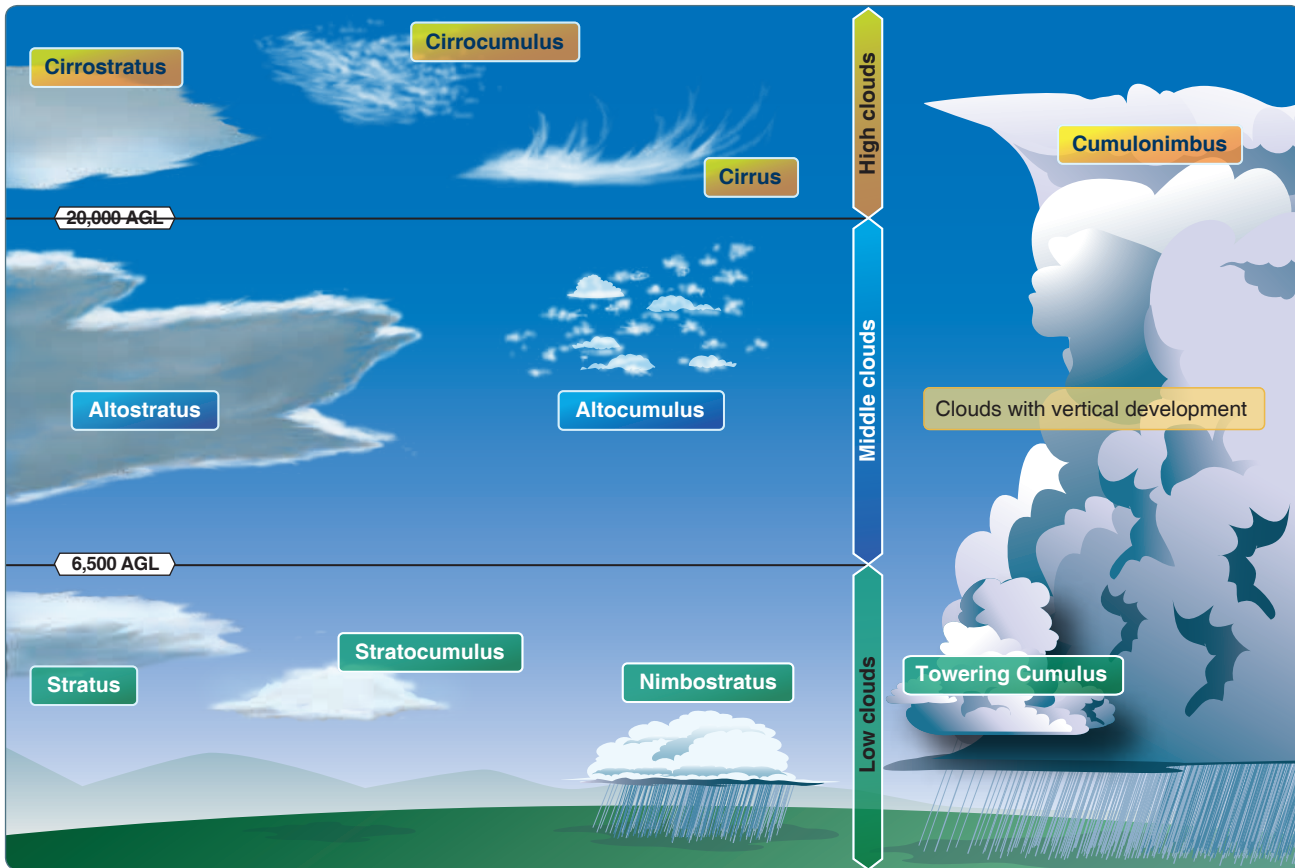 Cirrostratus
Cirrocumulus
Cirrus
High clouds
Cumulonimbus
20,000 AGL
Altostratus
Altocumulus
Middle clouds
Clouds with vertical development
6,500 AGL
Stratus
Stratocumulus
Nimbostratus
Low clouds
Towering Cumulus